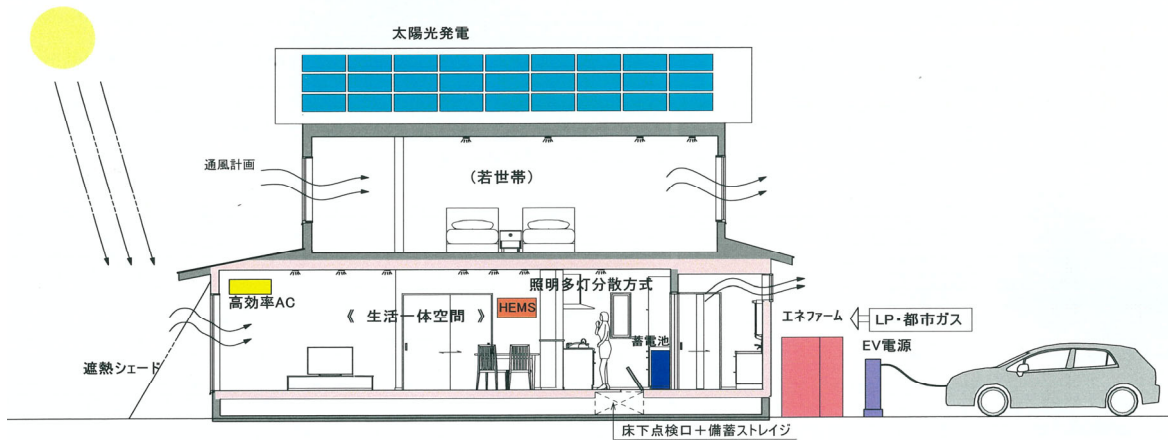 太陽光発電
通風計画
(若世帯)
照明多灯分散方式
高効率AC
《 生活一体空間 》
HEMS
エネファーム
LP・都市ガス
蓄電池
EV電源
遮熱シェード
床下点検口+備蓄ストレイジ